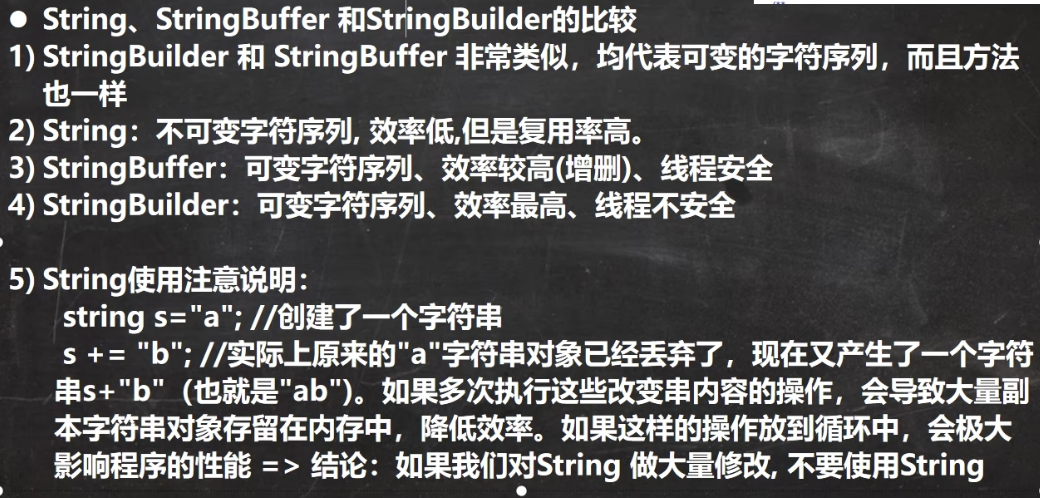 ● String、StringBuffer 和StringBuilder的比较
1) StringBuilder 和 StringBuffer 非常类似，均代表可变的字符序列，而且方法
也一样
2) String：不可变字符序列, 效率低,但是复用率高。
3) StringBuffer：可变字符序列、效率较高(增删)、线程安全
4) StringBuilder：可变字符序列、效率最高、线程不安全
5) String使用注意说明：
string s="a"; //创建了一个字符串
s += "b"; //实际上原来的"a"字符串对象已经丢弃了，现在又产生了一个字符
串s+"b"（也就是"ab")。如果多次执行这些改变串内容的操作，会导致大量副
本字符串对象存留在内存中，降低效率。如果这样的操作放到循环中，会极大
影响程序的性能 => 结论：如果我们对String 做大量修改, 不要使用String